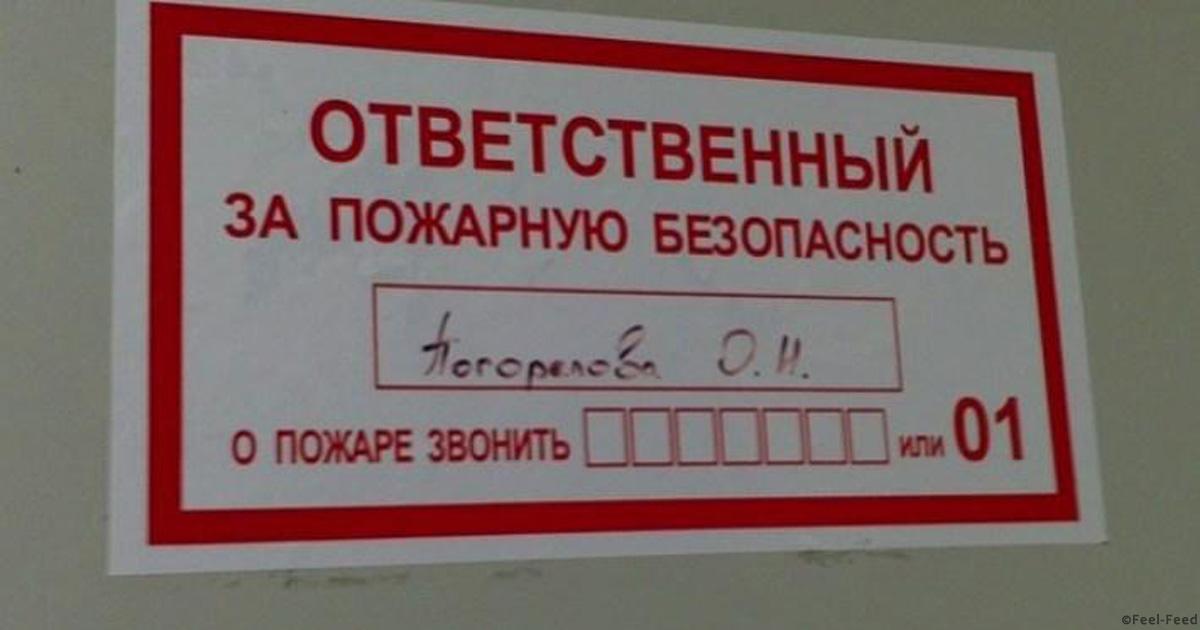 ОТВЕТСТВЕННЫЙ
ЗА ПОЖАРНУЮ БЕЗОПАСНОСТЬ
Погорелова О. Н.
О ПОЖАРЕ ЗВОНИТЬ или 01
©Feel-Feed